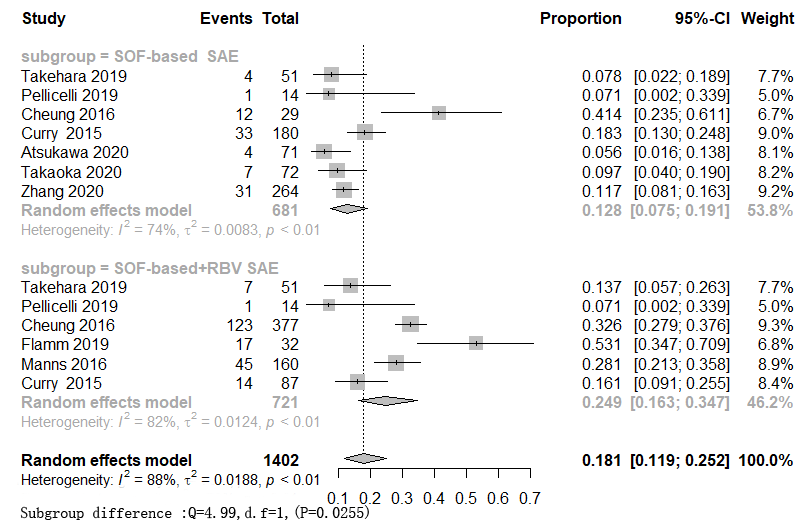 Study Events Total Proportion 95%-CI Weight
subgroup = SOF-based SAE
Takehara 2019 4 51 0.078 [0.022; 0.189] 7.7%
Pellicelli 2019 1 14 0.071 [0.002; 0.339] 5.0%
Cheung 2016 12 29 0.414 [0.235; 0.611] 6.7%
Curry 2015 33 180 0.183 [0.130; 0.248] 9.0%
Atsukawa 2020 4 71 0.056 [0.016; 0.138] 8.1%
Takaoka 2020 7 72 0.097 [0.040; 0.190] 8.2%
Zhang 2020 31 264 0.117 [0.081; 0.163] 9.2%
Random effects model 681 0.128 [0.075; 0.191] 53.8%
Heterogeneity: I² = 74%, τ² = 0.0083, p < 0.01
subgroup = SOF-based+RBV SAE
Takehara 2019 7 51 0.137 [0.057; 0.263] 7.7%
Pellicelli 2019 1 14 0.071 [0.002; 0.339] 5.0%
Cheung 2016 123 377 0.326 [0.279; 0.376] 9.3%
Flamm 2019 17 32 0.531 [0.347; 0.709] 6.8%
Manns 2016 45 160 0.281 [0.213; 0.358] 8.9%
Curry 2015 14 87 0.161 [0.091; 0.255] 8.4%
Random effects model 721 0.249 [0.163; 0.347] 46.2%
Heterogeneity: I² = 82%, τ² = 0.0124, p < 0.01
Random effects model 1402 0.181 [0.119; 0.252] 100.0%
Heterogeneity: I² = 88%, τ² = 0.0188, p < 0.01
0.1 0.2 0.3 0.4 0.5 0.6 0.7
Subgroup difference :Q=4.99,d.f=1,(P=0.0255)